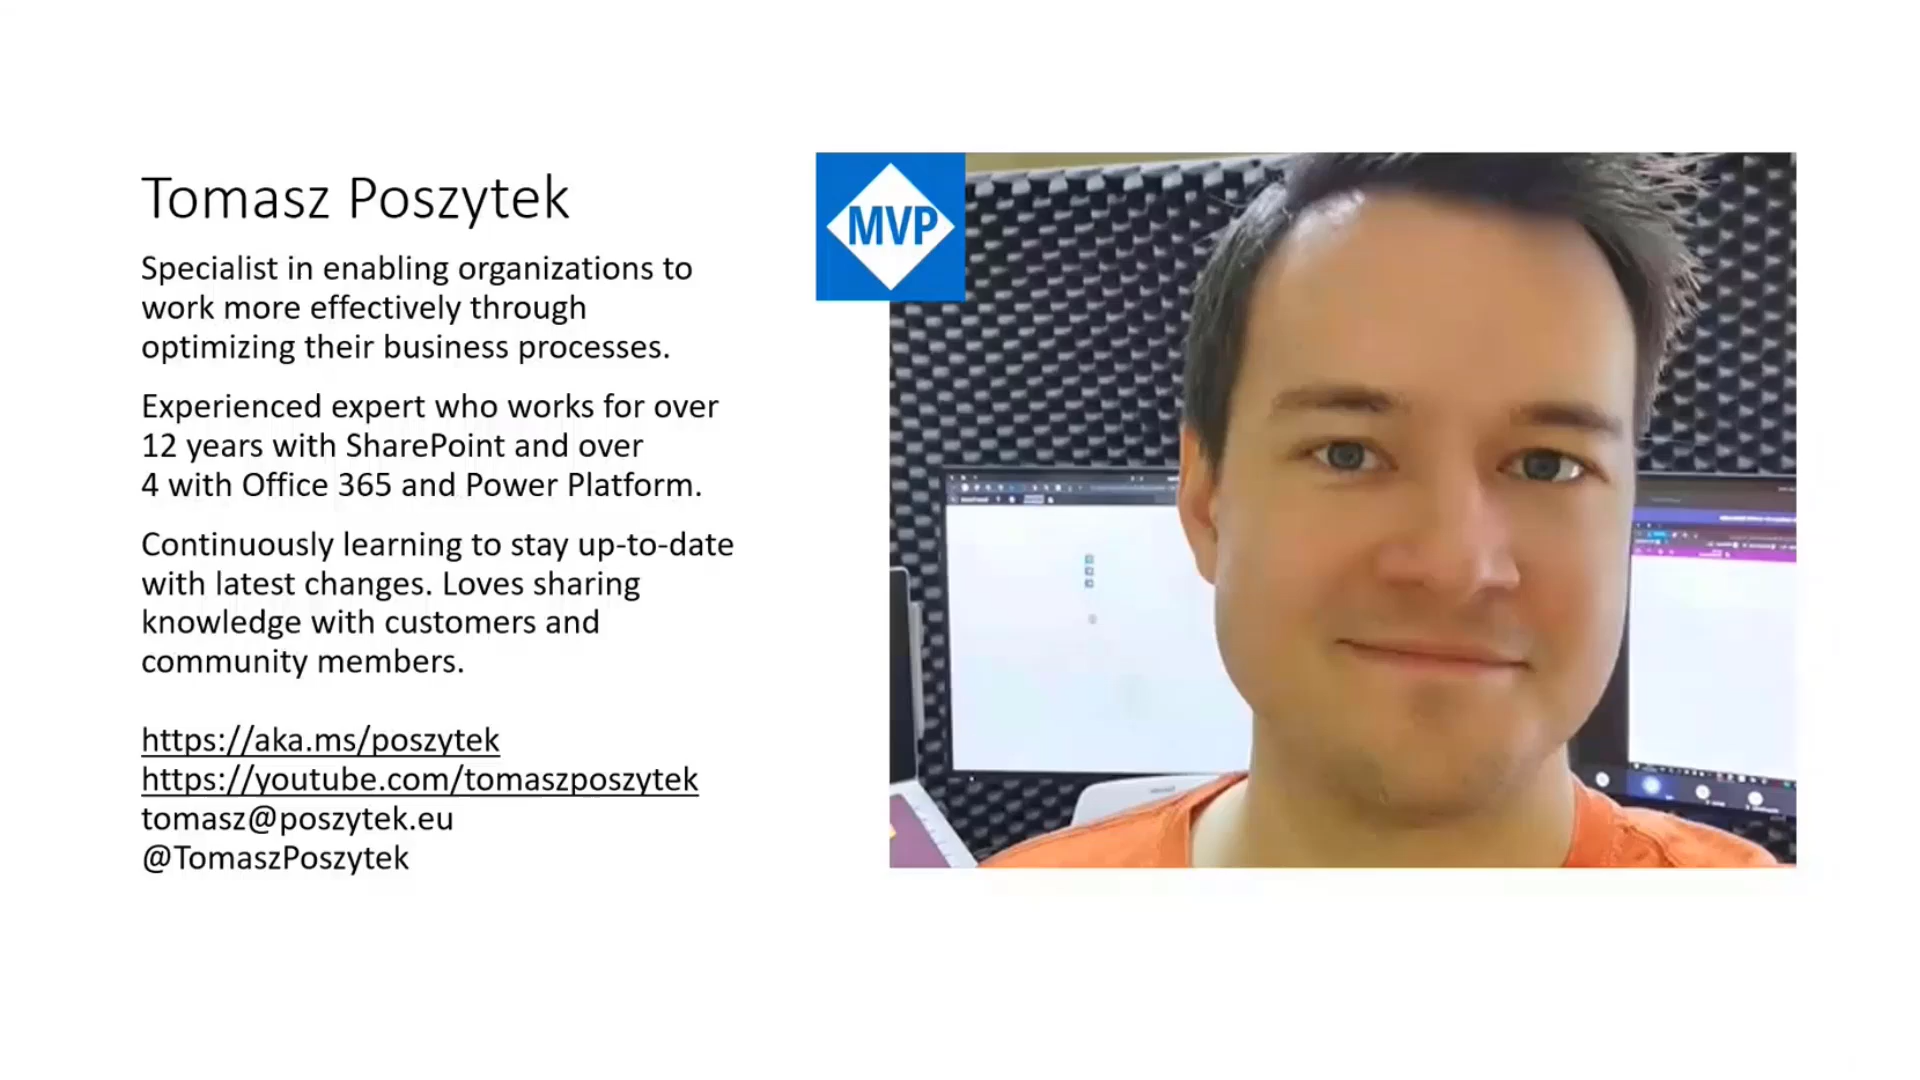 Tomasz Poszytek
Specialist in enabling organizations to
work more effectively through
optimizing their business processes.
Experienced expert who works for over
12 years with SharePoint and over
4 with Office 365 and Power Platform.
Continuously learning to stay up-to-date
with latest changes. Loves sharing
knowledge with customers and
community members.
https://aka.ms/poszytek
https://youtube.com/tomaszposzytek
tomasz@poszytek.eu
@TomaszPoszytek
MVP